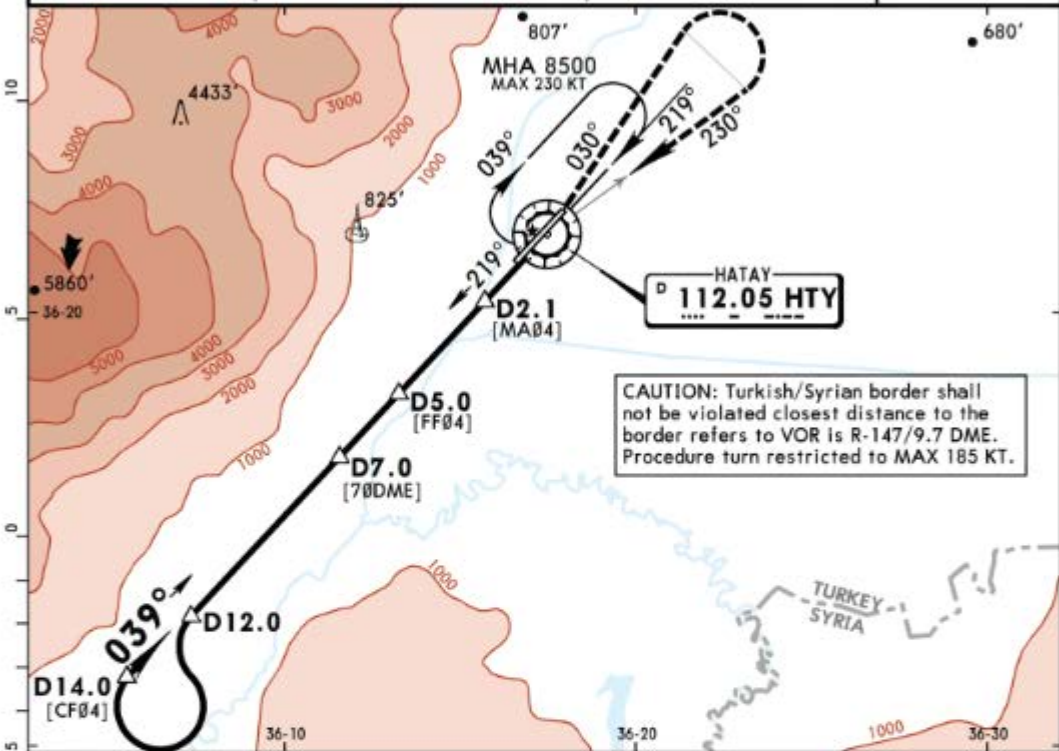 2000
4000
807'
680'
MHA 8500
MAX 230 KT
10
4433'
3000
3000
2000
1000
219°
230°
030°
039°
4000
825'
5860'
36-20
219°
HATAY
D 112.05 HTY
D2.1
[MAØ4]
5
5000
4000
3000
2000
CAUTION: Turkish/Syrian border shall
not be violated closest distance to the
border refers to VOR is R-147/9.7 DME.
Procedure turn restricted to MAX 185 KT.
D5.0
[FFØ4]
1000
D7.0
[7ØDME]
0
1000
TURKEY
SYRIA
039°
D12.0
D14.0
[CFØ4]
5
36-10
36-20
1000
36-30